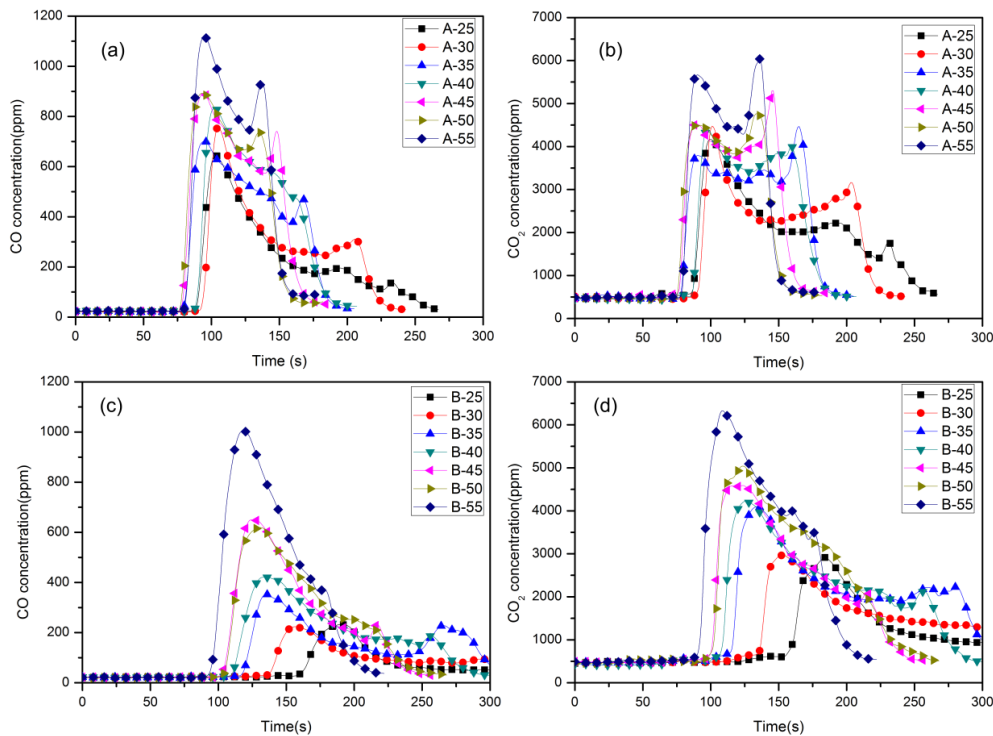 (a)
CO concentration(ppm)
1200
1000
800
600
400
200
0
0 50 100 150 200 250 300
Time (s)
A-25
A-30
A-35
A-40
A-45
A-50
A-55
(b)
CO2 concentration(ppm)
7000
6000
5000
4000
3000
2000
1000
0
0 50 100 150 200 250 300
Time(s)
A-25
A-30
A-35
A-40
A-45
A-50
A-55
(c)
CO concentration(ppm)
1200
1000
800
600
400
200
0
0 50 100 150 200 250 300
Time(s)
B-25
B-30
B-35
B-40
B-45
B-50
B-55
(d)
CO2 concentration(ppm)
7000
6000
5000
4000
3000
2000
1000
0
0 50 100 150 200 250 300
Time(s)
B-25
B-30
B-35
B-40
B-45
B-50
B-55